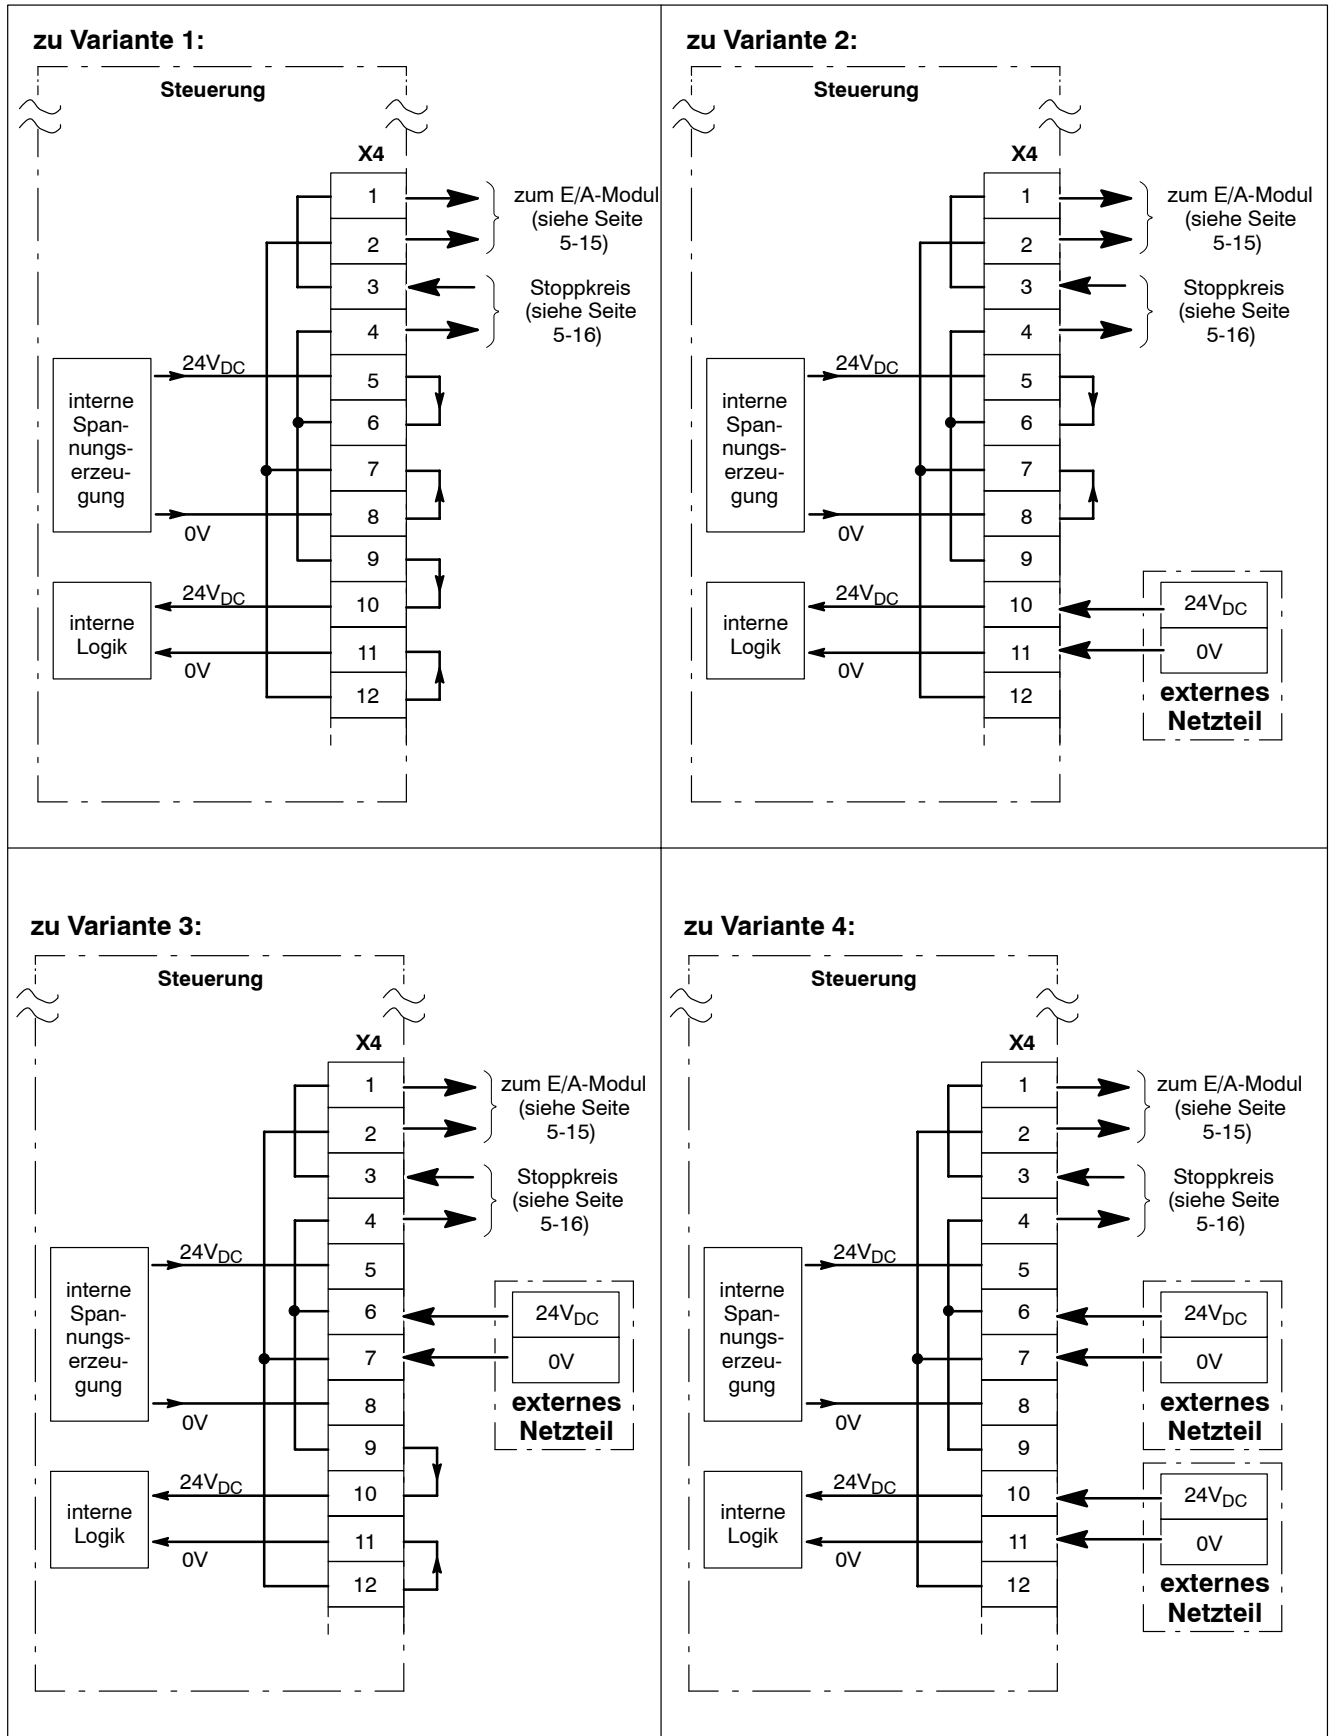 zu Variante 1:
Steuerung
X4
1
2
3
4
5
6
7
8
9
10
11
12
zum E/A-Modul
(siehe Seite
5-15)
Stoppkreis
(siehe Seite
5-16)
interne
Span-
nungs-
erzeu-
gung
24VDC
0V
interne
Logik
24VDC
0V
zu Variante 2:
Steuerung
X4
1
2
3
4
5
6
7
8
9
10
11
12
zum E/A-Modul
(siehe Seite
5-15)
Stoppkreis
(siehe Seite
5-16)
interne
Span-
nungs-
erzeu-
gung
24VDC
0V
interne
Logik
24VDC
0V
24VDC
0V
externes
Netzteil
zu Variante 3:
Steuerung
X4
1
2
3
4
5
6
7
8
9
10
11
12
zum E/A-Modul
(siehe Seite
5-15)
Stoppkreis
(siehe Seite
5-16)
interne
Span-
nungs-
erzeu-
gung
24VDC
0V
24VDC
0V
externes
Netzteil
interne
Logik
24VDC
0V
zu Variante 4:
Steuerung
X4
1
2
3
4
5
6
7
8
9
10
11
12
zum E/A-Modul
(siehe Seite
5-15)
Stoppkreis
(siehe Seite
5-16)
interne
Span-
nungs-
erzeu-
gung
24VDC
0V
24VDC
0V
externes
Netzteil
interne
Logik
24VDC
0V
24VDC
0V
externes
Netzteil